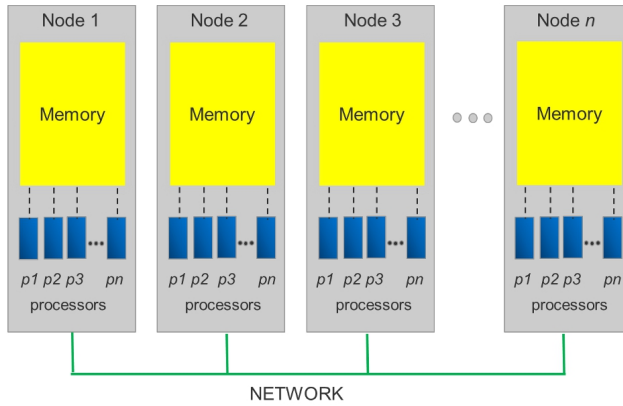 Node 1 Node 2 Node 3 Node n
Memory Memory Memory Memory
p1 p2 p3 pn p1 p2 p3 pn p1 p2 p3 pn p1 p2 p3 pn
processors processors processors processors
NETWORK